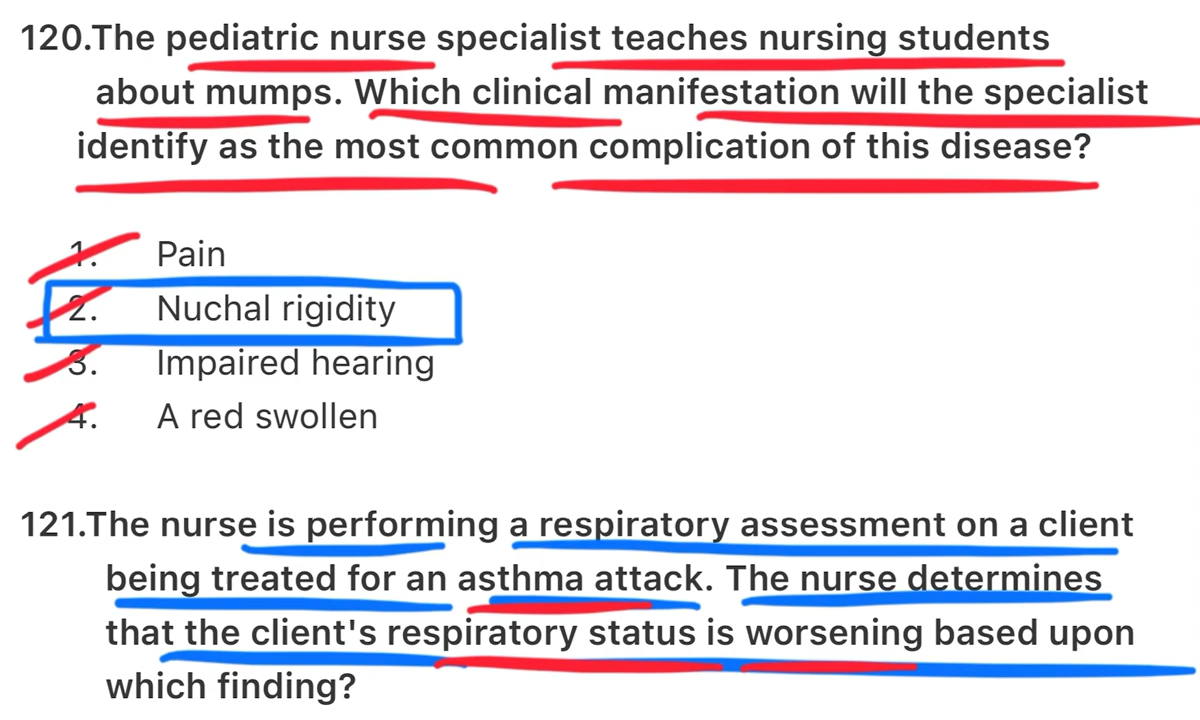 120.The pediatric nurse specialist teaches nursing students
about mumps. Which clinical manifestation will the specialist
identify as the most common complication of this disease?
1. Pain
2. Nuchal rigidity
3. Impaired hearing
4. A red swollen
121.The nurse is performing a respiratory assessment on a client
being treated for an asthma attack. The nurse determines
that the client's respiratory status is worsening based upon
which finding?